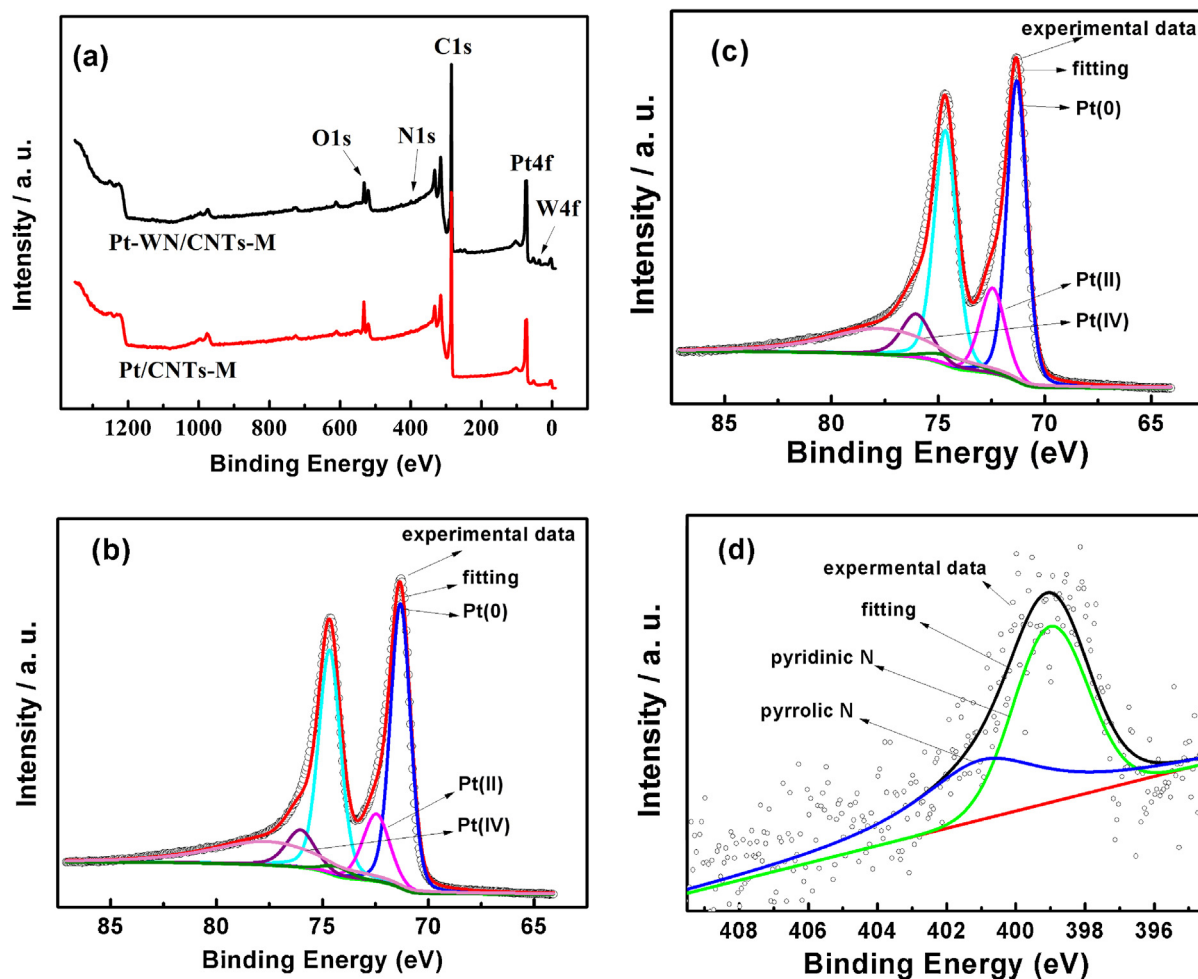 (a)
C1s
O1s
N1s
Pt4f
W4f
Pt-WN/CNTs-M
Pt/CNTs-M
Intensity / a. u.
1200 1000 800 600 400 200 0
Binding Energy (eV)
(c)
experimental data
fitting
Pt(0)
Pt(II)
Pt(IV)
Intensity / a. u.
85 80 75 70 65
Binding Energy (eV)
(b)
experimental data
fitting
Pt(0)
Pt(II)
Pt(IV)
Intensity / a. u.
85 80 75 70 65
Binding Energy (eV)
(d)
expermental data
fitting
pyridinic N
pyrrolic N
Intensity / a. u.
408 406 404 402 400 398 396
Binding Energy (eV)